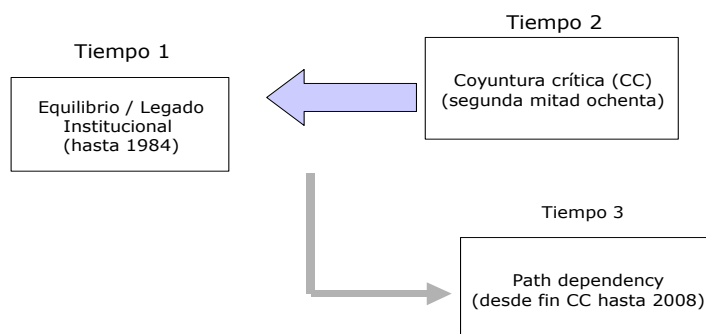 Tiempo 1
Equilibrio / Legado
Institucional
(hasta 1984)
Tiempo 2
Coyuntura crítica (CC)
(segunda mitad ochenta)
Tiempo 3
Path dependency
(desde fin CC hasta 2008)